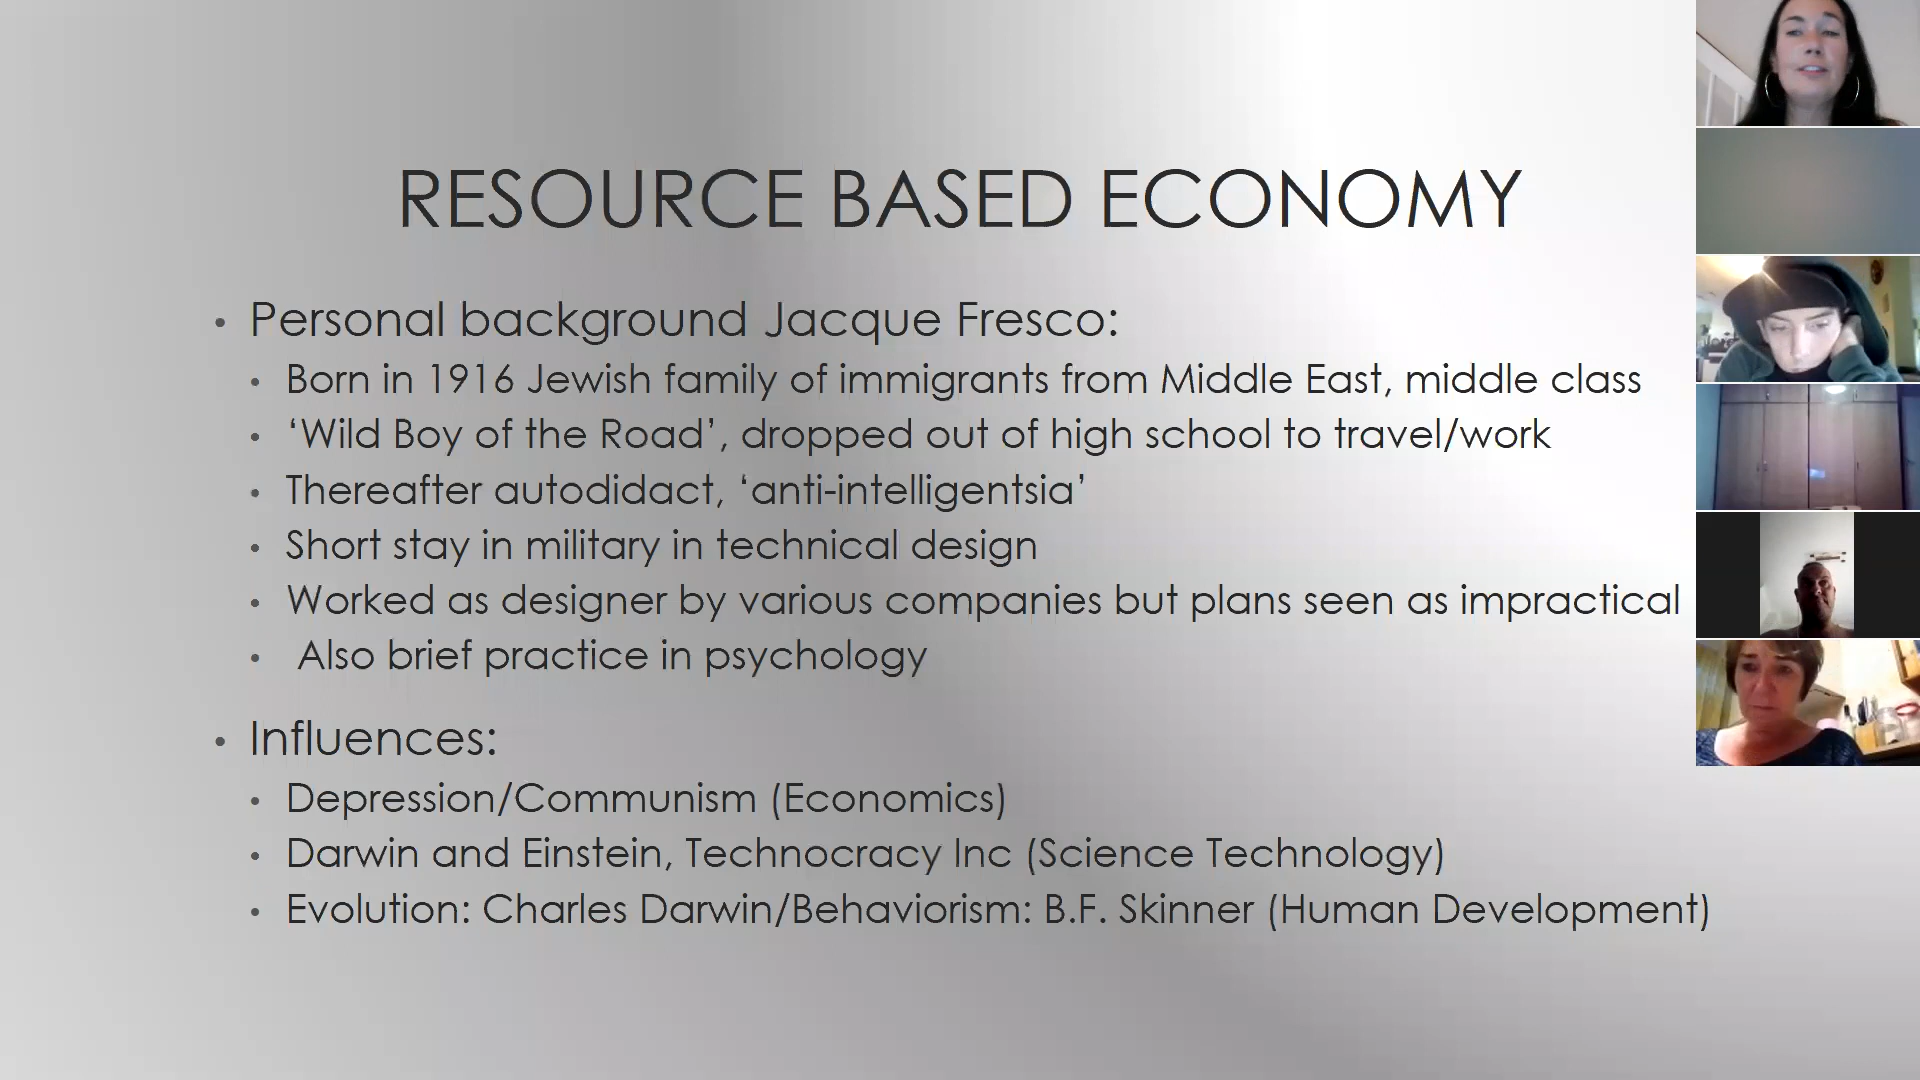 RESOURCE BASED ECONOMY
• Personal background Jacque Fresco:
• Born in 1916 Jewish family of immigrants from Middle East, middle class
• ‘Wild Boy of the Road’, dropped out of high school to travel/work
• Thereafter autodidact, ‘anti-intelligentsia’
• Short stay in military in technical design
• Worked as designer by various companies but plans seen as impractical
• Also brief practice in psychology
• Influences:
• Depression/Communism (Economics)
• Darwin and Einstein, Technocracy Inc (Science Technology)
• Evolution: Charles Darwin/Behaviorism: B.F. Skinner (Human Development)